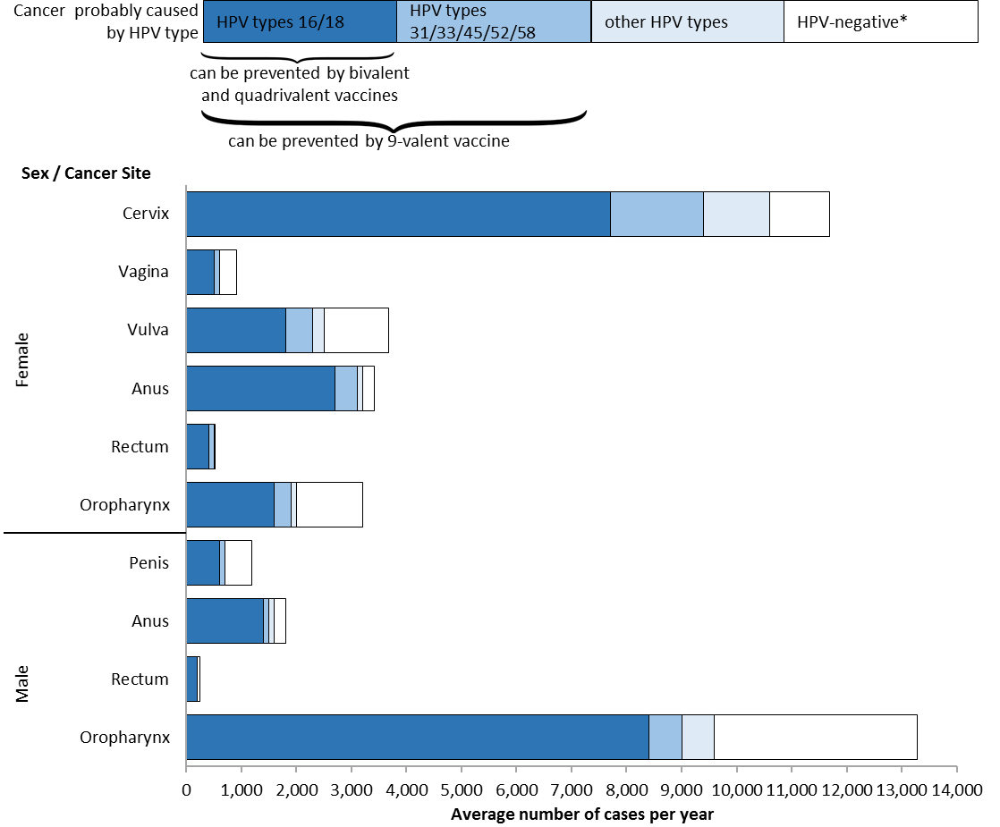 Cancer probably caused
by HPV type
HPV types 16/18
HPV types
31/33/45/52/58
other HPV types
HPV-negative*
can be prevented by bivalent
and quadrivalent vaccines
can be prevented by 9-valent vaccine
Sex / Cancer Site
Female
Cervix
Vagina
Vulva
Anus
Rectum
Oropharynx
Male
Penis
Anus
Rectum
Oropharynx
0 1,000 2,000 3,000 4,000 5,000 6,000 7,000 8,000 9,000 10,000 11,000 12,000 13,000 14,000
Average number of cases per year